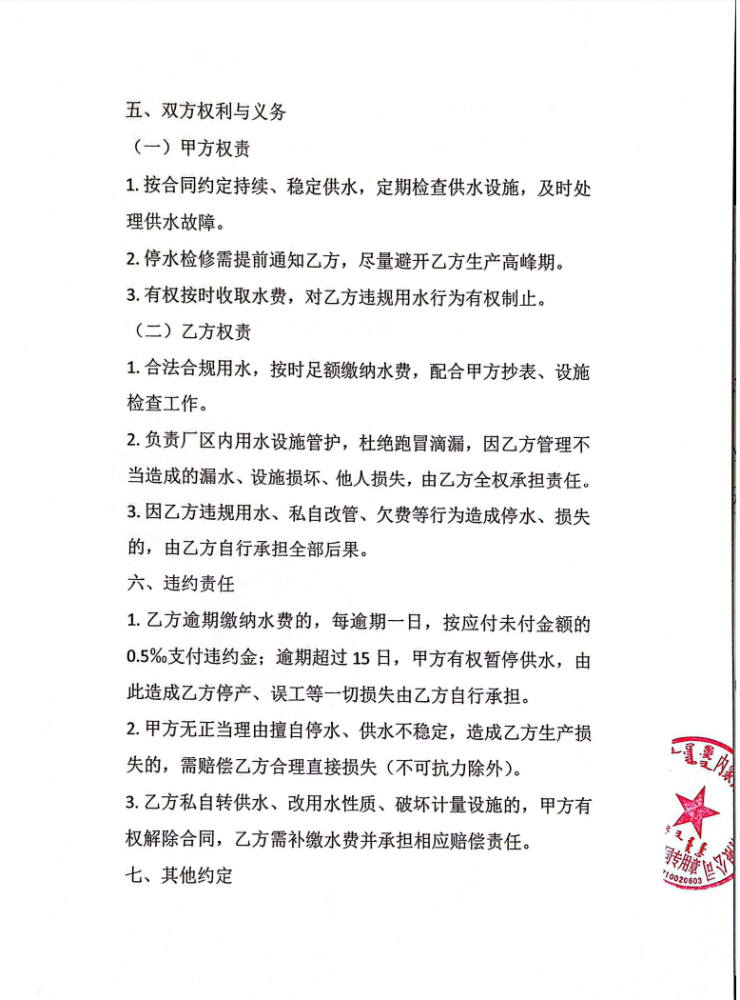 五、双方权利与义务
（一）甲方权责
1. 按合同约定持续、稳定供水，定期检查供水设施，及时处
理供水故障。
2. 停水检修需提前通知乙方，尽量避开乙方生产高峰期。
3. 有权按时收取水费，对乙方违规用水行为有权制止。
（二）乙方权责
1. 合法合规用水，按时足额缴纳水费，配合甲方抄表、设施
检查工作。
2. 负责厂区内用水设施管护，杜绝跑冒滴漏，因乙方管理不
当造成的漏水、设施损坏、他人损失，由乙方全权承担责任。
3. 因乙方违规用水、私自改管、欠费等行为造成停水、损失
的，由乙方自行承担全部后果。
六、违约责任
1. 乙方逾期缴纳水费的，每逾期一日，按应付未付金额的
0.5‰支付违约金；逾期超过 15 日，甲方有权暂停供水，由
此造成乙方停产、误工等一切损失由乙方自行承担。
2. 甲方无正当理由擅自停水、供水不稳定，造成乙方生产损
失的，需赔偿乙方合理直接损失（不可抗力除外）。
3. 乙方私自转供水、改用水性质、破坏计量设施的，甲方有
权解除合同，乙方需补缴水费并承担相应赔偿责任。
七、其他约定
内蒙
限公司
同专用章
10020603